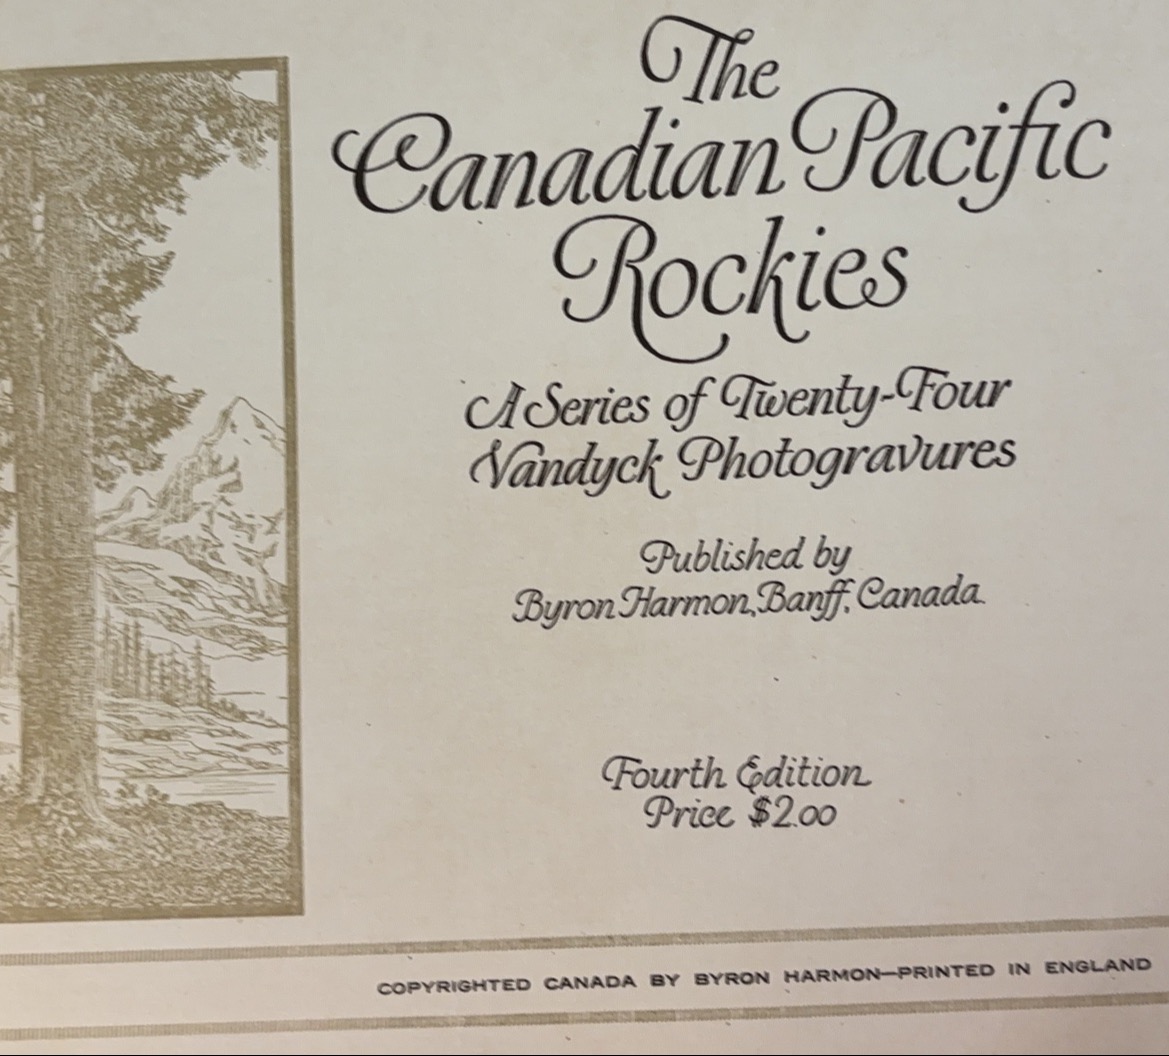 The
Canadian Pacific
Rockies
A Series of Twenty-Four
Vandyck Photogravures
Published by
Byron Harmon, Banff, Canada
Fourth Edition
Price $2.00
COPYRIGHTED CANADA BY BYRON HARMON—PRINTED IN ENGLAND